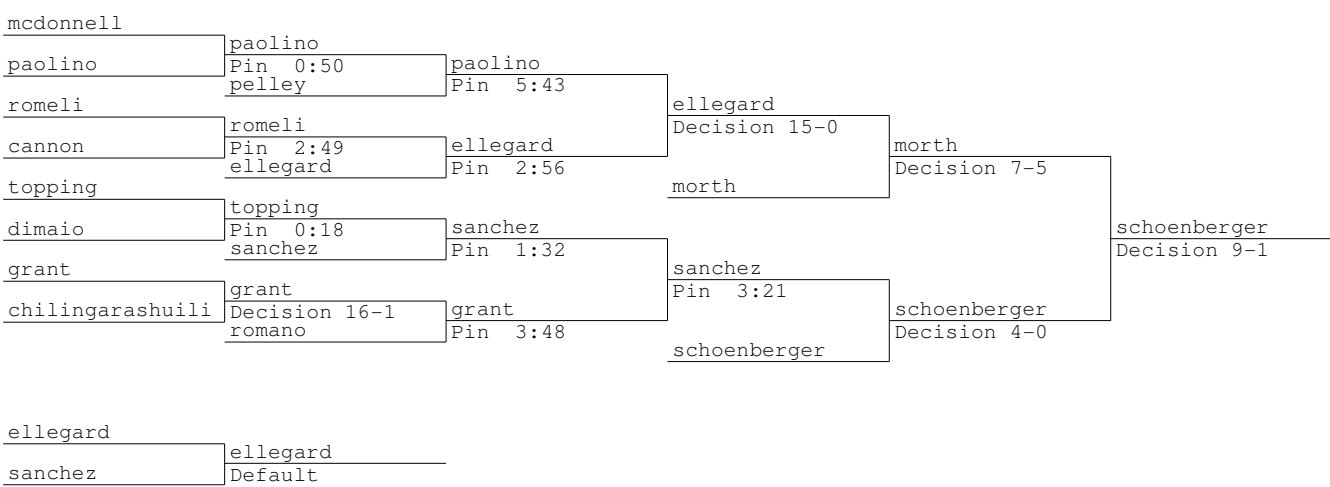 mcdonnell
paolino
paolino
Pin 0:50
paolino
pelley
Pin 5:43
romeli
ellegard
romeli
Decision 15-0
cannon
Pin 2:49
ellegard
morth
ellegard
Pin 2:56
Decision 7-5
topping
morth
topping
dimaio
Pin 0:18
sanchez
schoenberger
sanchez
Pin 1:32
Decision 9-1
grant
sanchez
grant
Pin 3:21
chilingarashuili
Decision 16-1
grant
schoenberger
romano
Pin 3:48
Decision 4-0
schoenberger
ellegard
ellegard
sanchez
Default